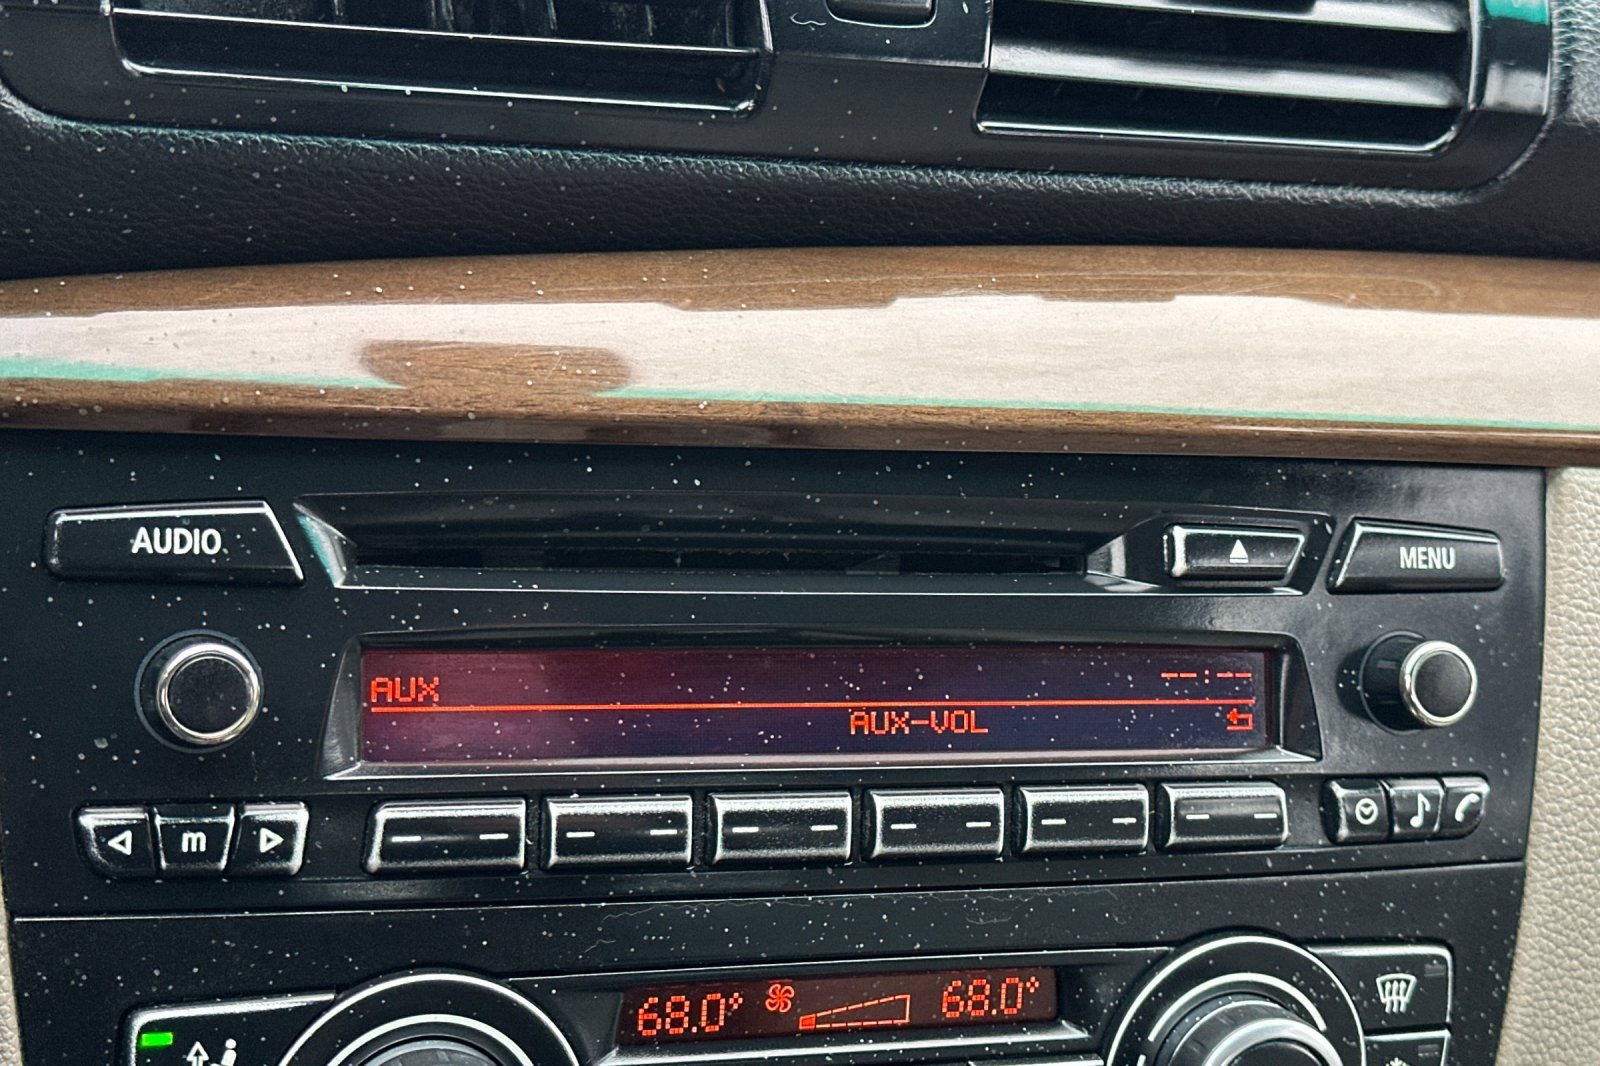 AUDIO
MENU
AUX
--:--
AUX-VOL
m
68.0° 68.0°